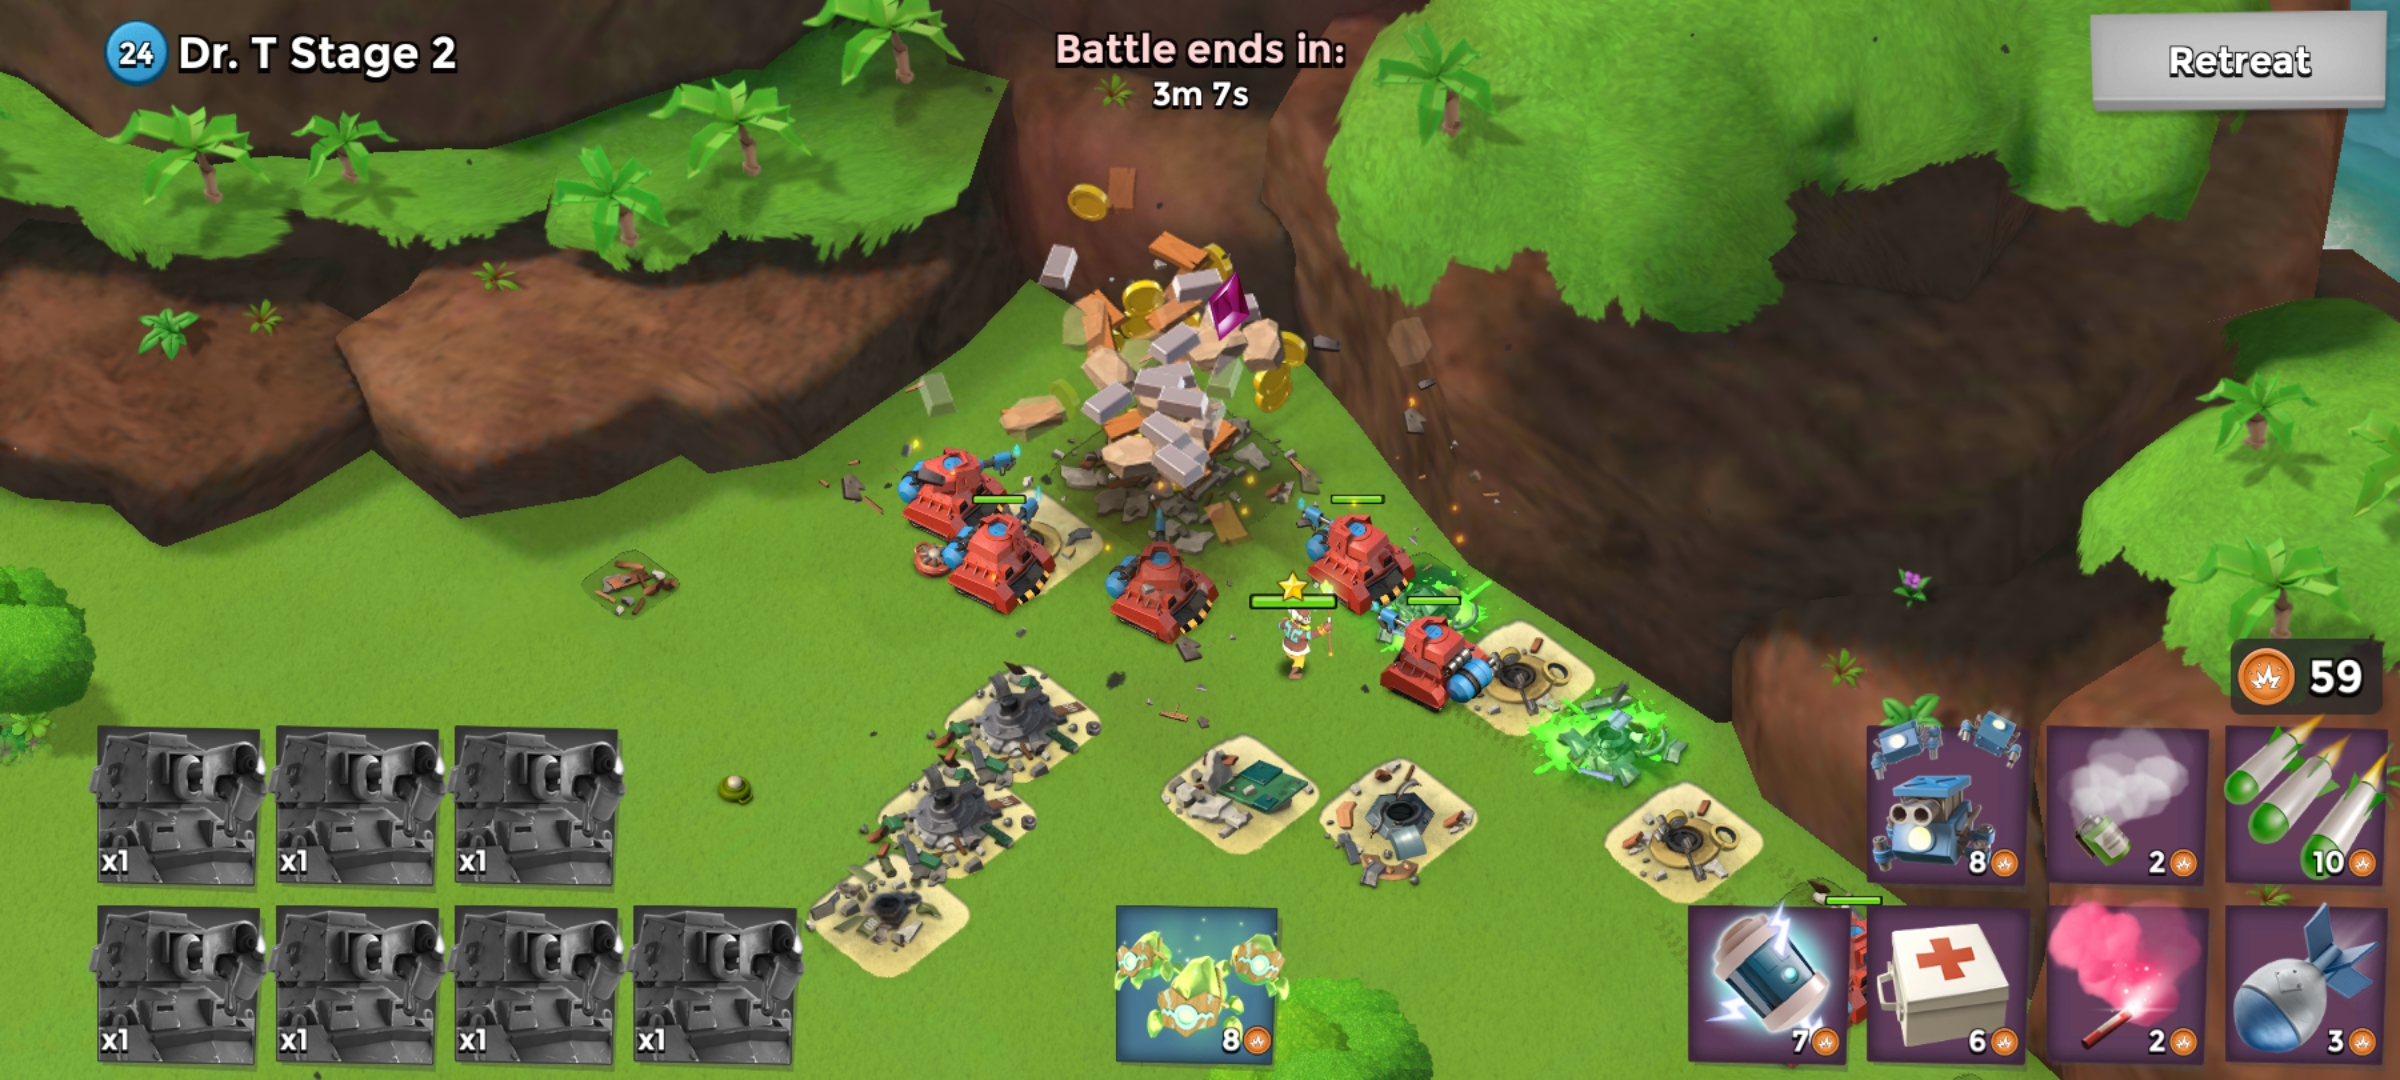 24 Dr. T Stage 2
Battle ends in:
3m 7s
Retreat
59
x1 x1 x1
8 2 10
x1 x1 x1 x1
8
7 6 2 3